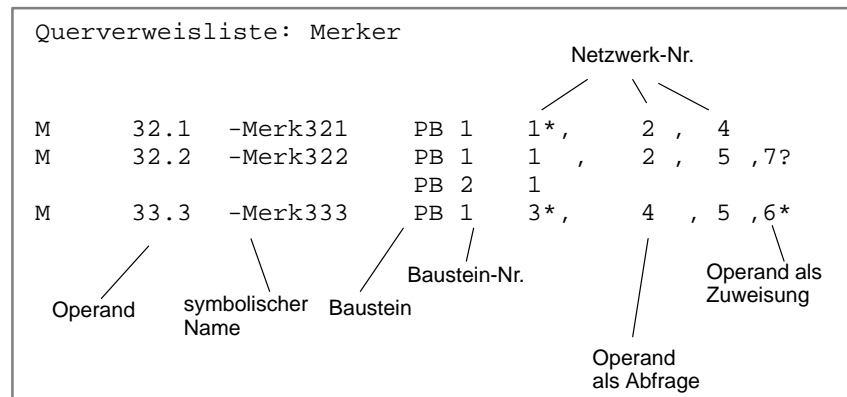 Querverweisliste: Merker
Netzwerk-Nr.
M 32.1 -Merk321 PB 1 1*, 2 , 4
M 32.2 -Merk322 PB 1 1 , 2 , 5 ,7?
PB 2 1
M 33.3 -Merk333 PB 1 3*, 4 , 5 ,6*
Operand
symbolischer
Name
Baustein
Baustein-Nr.
Operand
als Abfrage
Operand als
Zuweisung